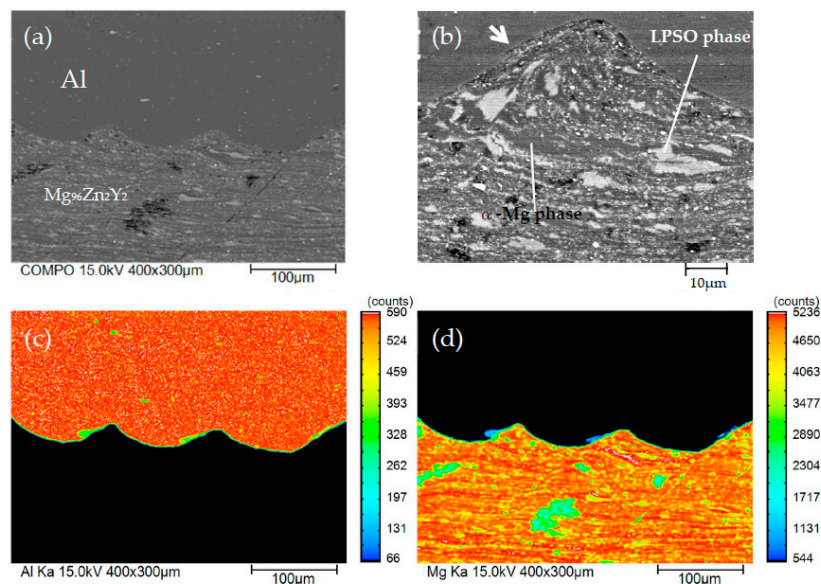 (a)
Al
Mg96Zn2Y2
COMPO 15.0kV 400x300µm
100µm
(b)
LPSO phase
α-Mg phase
10µm
(counts)
(c)
590
524
459
393
328
262
197
131
66
Al Ka 15.0kV 400x300µm
100µm
(counts)
(d)
5236
4650
4063
3477
2890
2304
1717
1131
544
Mg Ka 15.0kV 400x300µm
100µm